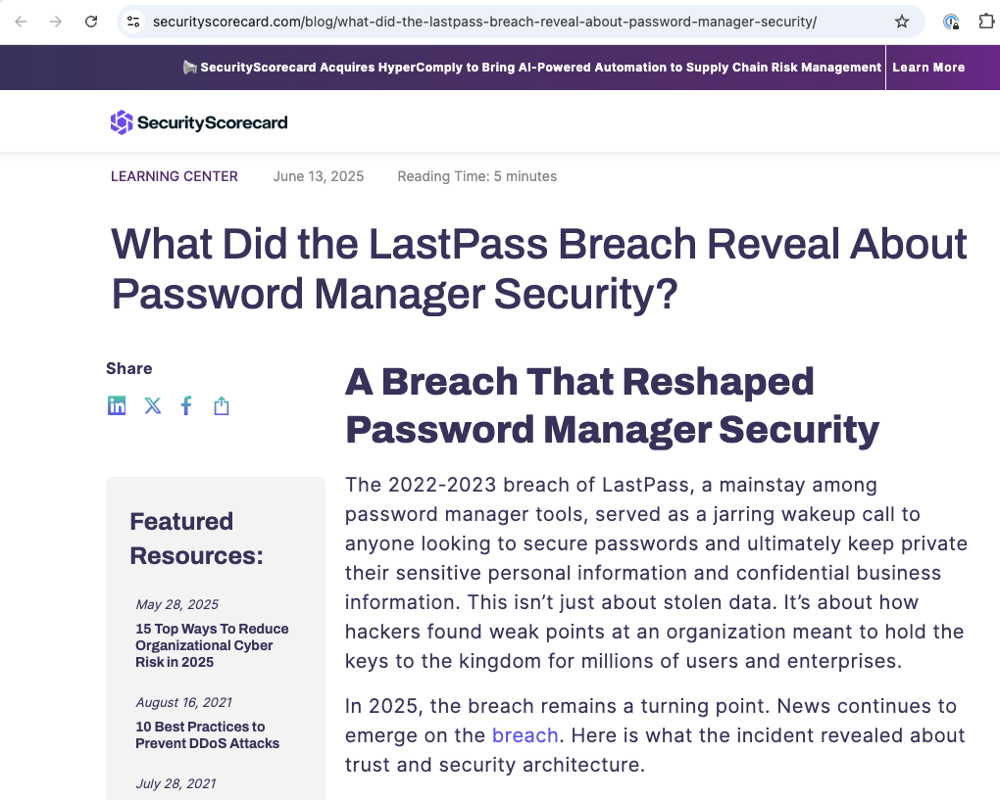 securityscorecard.com/blog/what-did-the-lastpass-breach-reveal-about-password-manager-security/
SecurityScorecard Acquires HyperComply to Bring AI-Powered Automation to Supply Chain Risk Management
Learn More
SecurityScorecard
LEARNING CENTER
June 13, 2025
Reading Time: 5 minutes
What Did the LastPass Breach Reveal About
Password Manager Security?
Share
Featured
Resources:
May 28, 2025
15 Top Ways To Reduce
Organizational Cyber
Risk in 2025
August 16, 2021
10 Best Practices to
Prevent DDoS Attacks
July 28, 2021
A Breach That Reshaped
Password Manager Security
The 2022-2023 breach of LastPass, a mainstay among
password manager tools, served as a jarring wakeup call to
anyone looking to secure passwords and ultimately keep private
their sensitive personal information and confidential business
information. This isn’t just about stolen data. It’s about how
hackers found weak points at an organization meant to hold the
keys to the kingdom for millions of users and enterprises.
In 2025, the breach remains a turning point. News continues to
emerge on the breach. Here is what the incident revealed about
trust and security architecture.